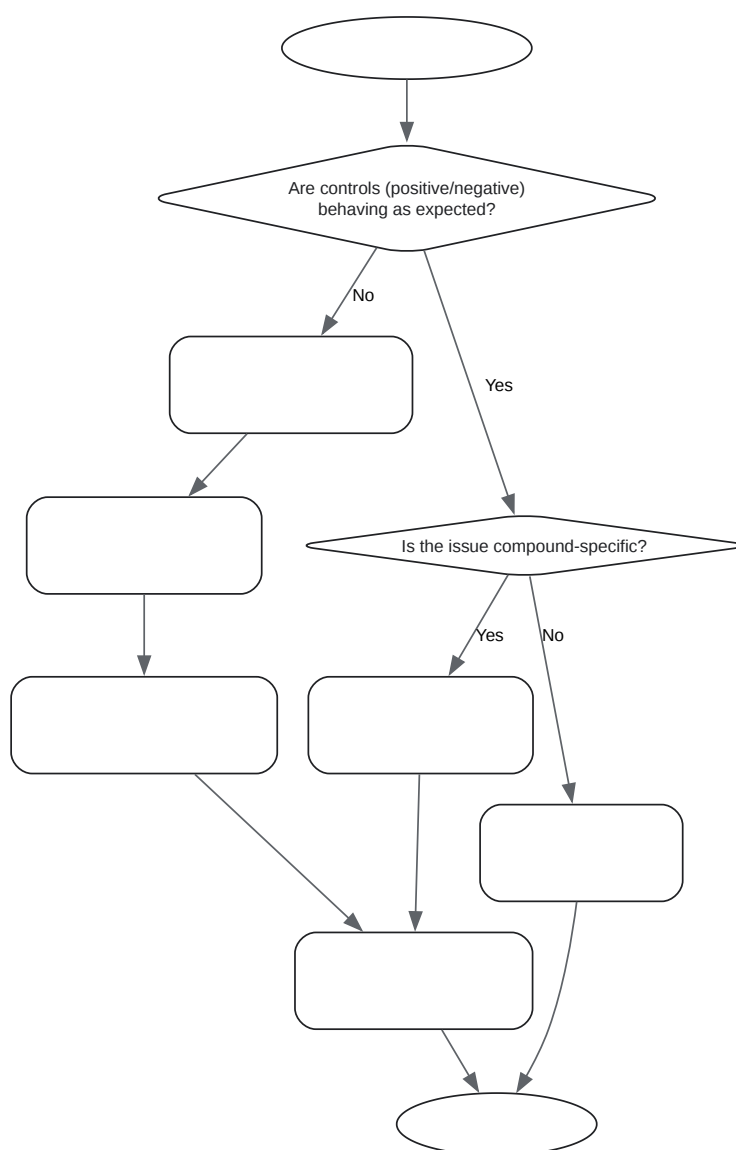 Are controls (positive/negative)
behaving as expected?
No
Yes
Is the issue compound-specific?
Yes
No